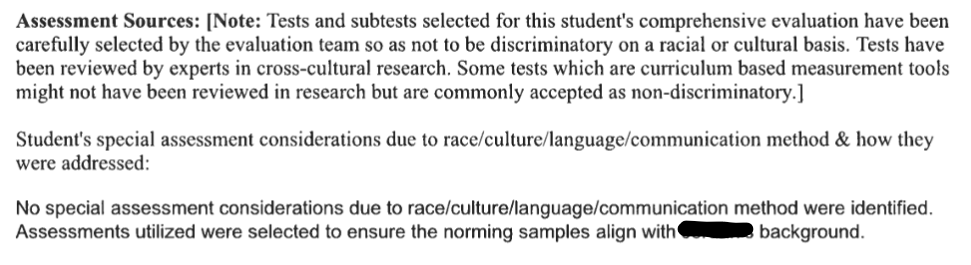 Assessment Sources: [Note: Tests and subtests selected for this student's comprehensive evaluation have been
carefully selected by the evaluation team so as not to be discriminatory on a racial or cultural basis. Tests have
been reviewed by experts in cross-cultural research. Some tests which are curriculum based measurement tools
might not have been reviewed in research but are commonly accepted as non-discriminatory.]
Student's special assessment considerations due to race/culture/language/communication method & how they
were addressed:
No special assessment considerations due to race/culture/language/communication method were identified.
Assessments utilized were selected to ensure the norming samples align with background.